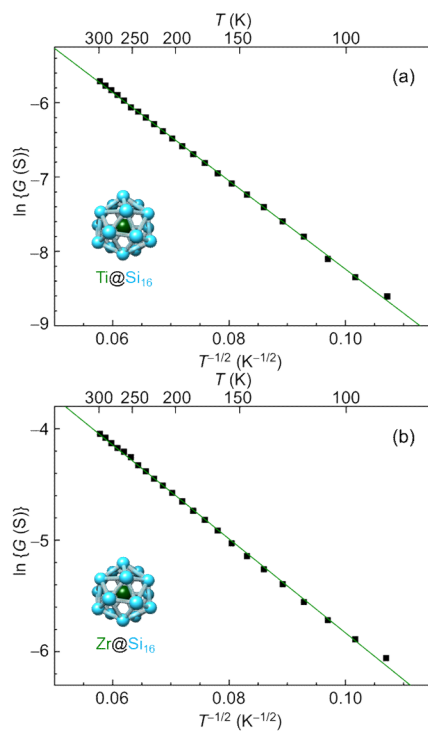 T (K)
300 250 200 150 100
(a)
ln {G (S)}
−6
−7
−8
−9
Ti@Si₁₆
0.06 0.08 0.10
T⁻¹/² (K⁻¹/²)
T (K)
300 250 200 150 100
(b)
ln {G (S)}
−4
−5
−6
Zr@Si₁₆
0.06 0.08 0.10
T⁻¹/² (K⁻¹/²)